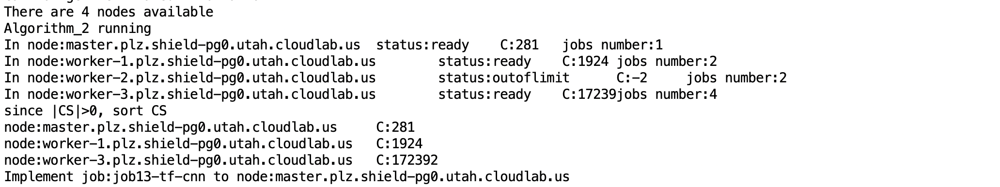 There are 4 nodes available
Algorithm_2 running
In node:master.plz.shield-pg0.utah.cloudlab.us  status:ready    C:281   jobs number:1
In node:worker-1.plz.shield-pg0.utah.cloudlab.us        status:ready    C:1924 jobs number:2
In node:worker-2.plz.shield-pg0.utah.cloudlab.us        status:outoflimit      C:-2     jobs number:2
In node:worker-3.plz.shield-pg0.utah.cloudlab.us        status:ready    C:17239jobs number:4
since |CS|>0, sort CS
node:master.plz.shield-pg0.utah.cloudlab.us     C:281
node:worker-1.plz.shield-pg0.utah.cloudlab.us   C:1924
node:worker-3.plz.shield-pg0.utah.cloudlab.us   C:172392
Implement job:job13-tf-cnn to node:master.plz.shield-pg0.utah.cloudlab.us